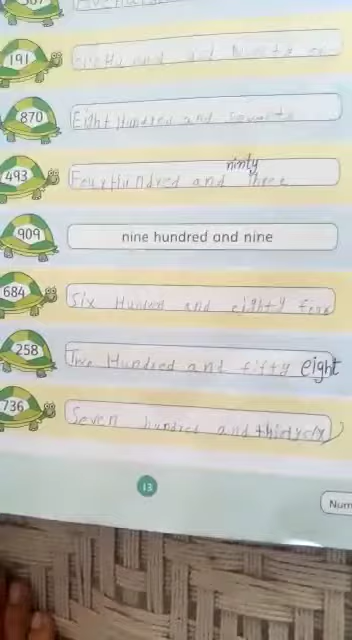 191
870
Eight Hundred and Seventy
493
ninty
Four Hundred and three
909
nine hundred and nine
684
Six Hundred and eighty four
258
Two Hundred and fifty eight
736
Seven hundred and
13
Num